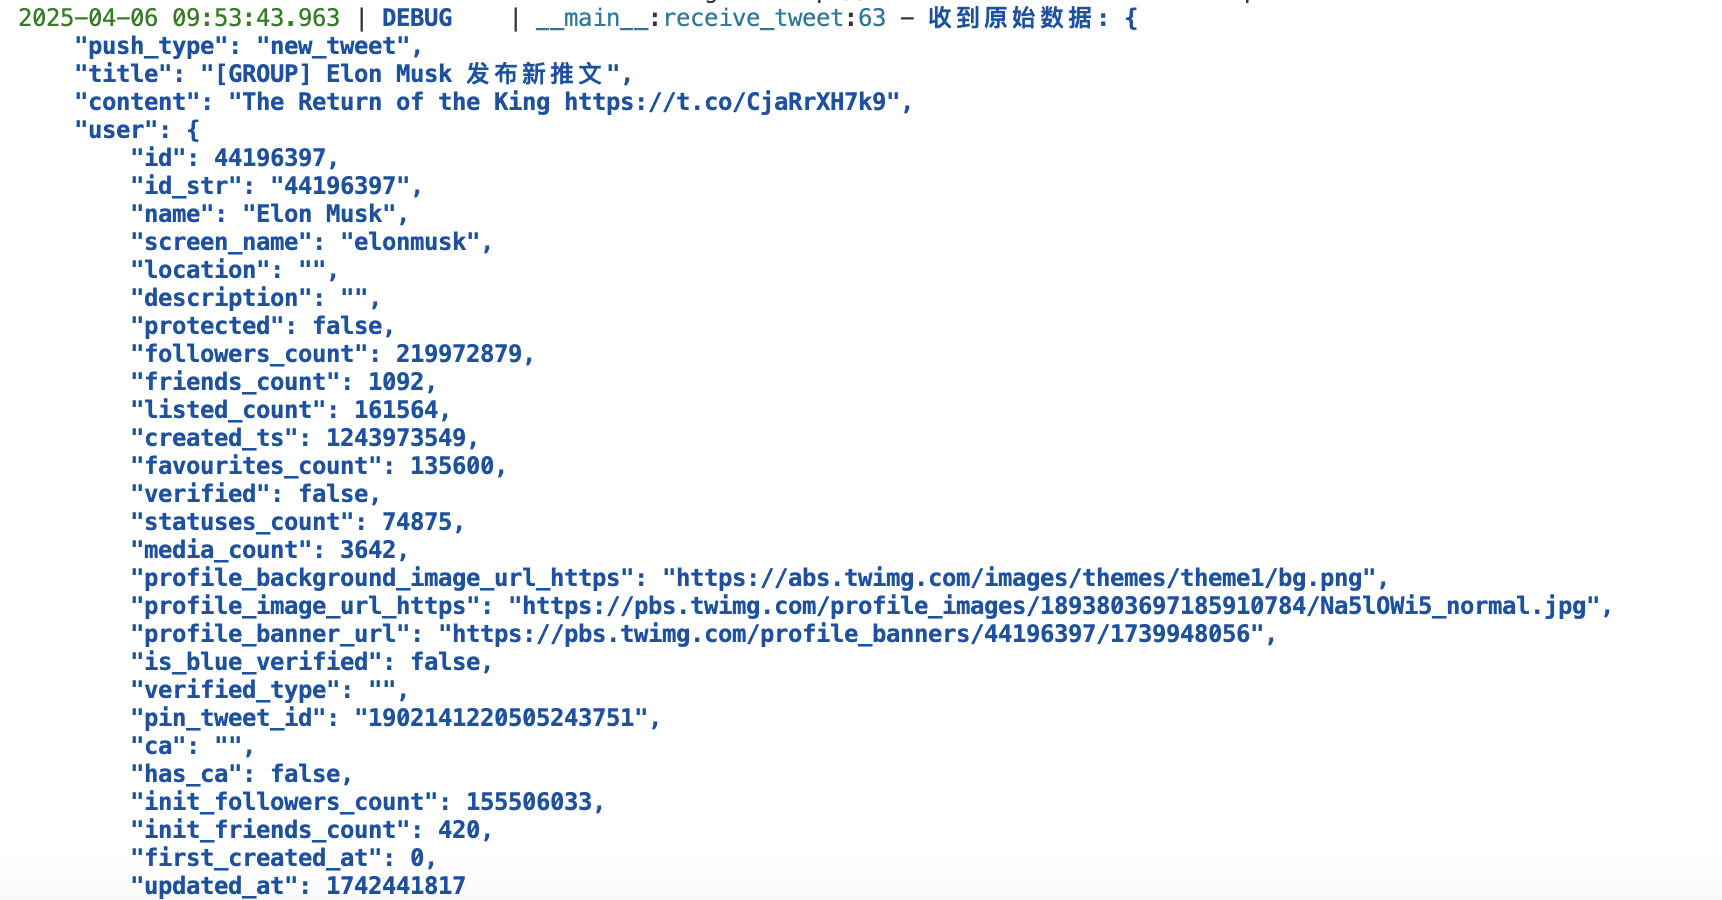 2025-04-06 09:53:43.963 | DEBUG    | __main__:receive_tweet:63 - 收到原始数据: {
    "push_type": "new_tweet",
    "title": "[GROUP] Elon Musk 发布新推文",
    "content": "The Return of the King https://t.co/CjaRrXH7k9",
    "user": {
        "id": 44196397,
        "id_str": "44196397",
        "name": "Elon Musk",
        "screen_name": "elonmusk",
        "location": "",
        "description": "",
        "protected": false,
        "followers_count": 219972879,
        "friends_count": 1092,
        "listed_count": 161564,
        "created_ts": 1243973549,
        "favourites_count": 135600,
        "verified": false,
        "statuses_count": 74875,
        "media_count": 3642,
        "profile_background_image_url_https": "https://abs.twimg.com/images/themes/theme1/bg.png",
        "profile_image_url_https": "https://pbs.twimg.com/profile_images/1893803697185910784/Na5lOWi5_normal.jpg",
        "profile_banner_url": "https://pbs.twimg.com/profile_banners/44196397/1739948056",
        "is_blue_verified": false,
        "verified_type": "",
        "pin_tweet_id": "1902141220505243751",
        "ca": "",
        "has_ca": false,
        "init_followers_count": 155506033,
        "init_friends_count": 420,
        "first_created_at": 0,
        "updated_at": 1742441817